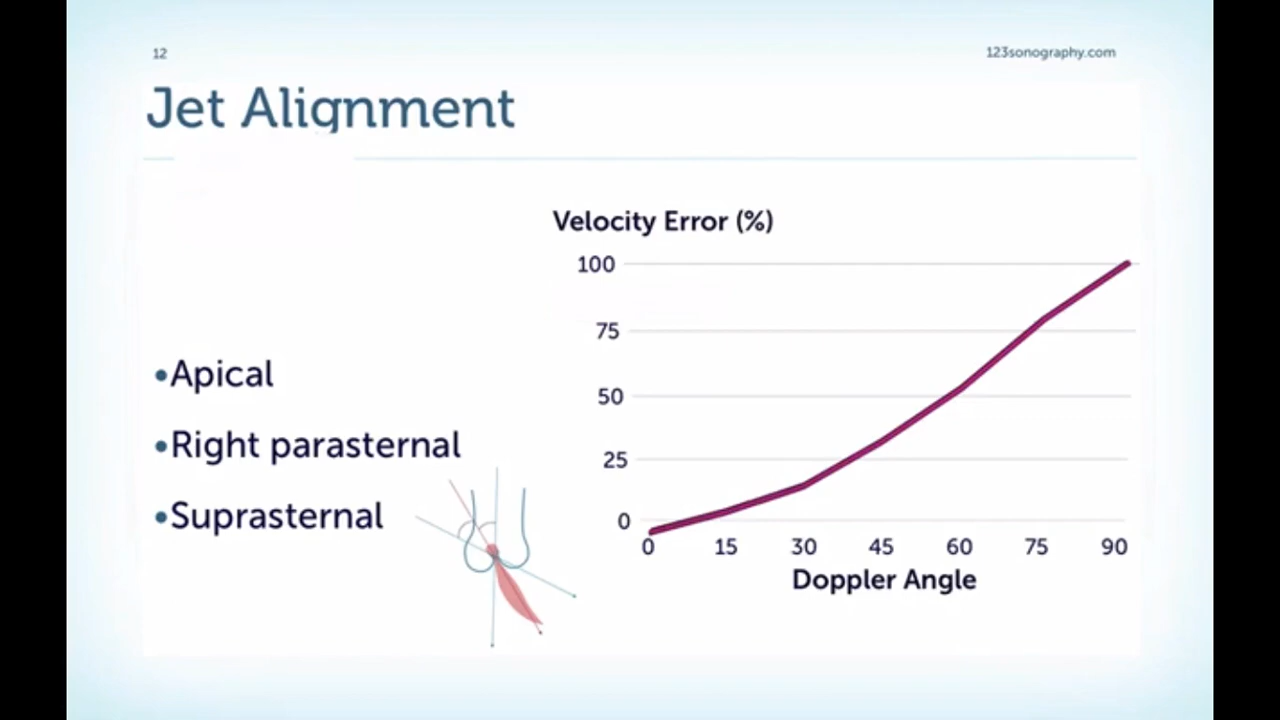 12
123sonography.com
Jet Alignment
Velocity Error (%)
100
75
50
25
0
0 15 30 45 60 75 90
Doppler Angle
•Apical
•Right parasternal
•Suprasternal